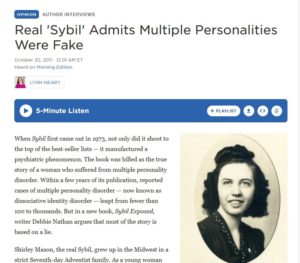 OPINION AUTHOR INTERVIEWS
Real 'Sybil' Admits Multiple Personalities
Were Fake
October 20, 2011 · 12:01 AM ET
Heard on Morning Edition
LYNN NEARY
5-Minute Listen
+ PLAYLIST
When Sybil first came out in 1973, not only did it shoot to
the top of the best-seller lists — it manufactured a
psychiatric phenomenon. The book was billed as the true
story of a woman who suffered from multiple personality
disorder. Within a few years of its publication, reported
cases of multiple personality disorder — now known as
dissociative identity disorder — leapt from fewer than
100 to thousands. But in a new book, Sybil Exposed,
writer Debbie Nathan argues that most of the story is
based on a lie.
Shirley Mason, the real Sybil, grew up in the Midwest in a
strict Seventh-day Adventist family. As a young woman